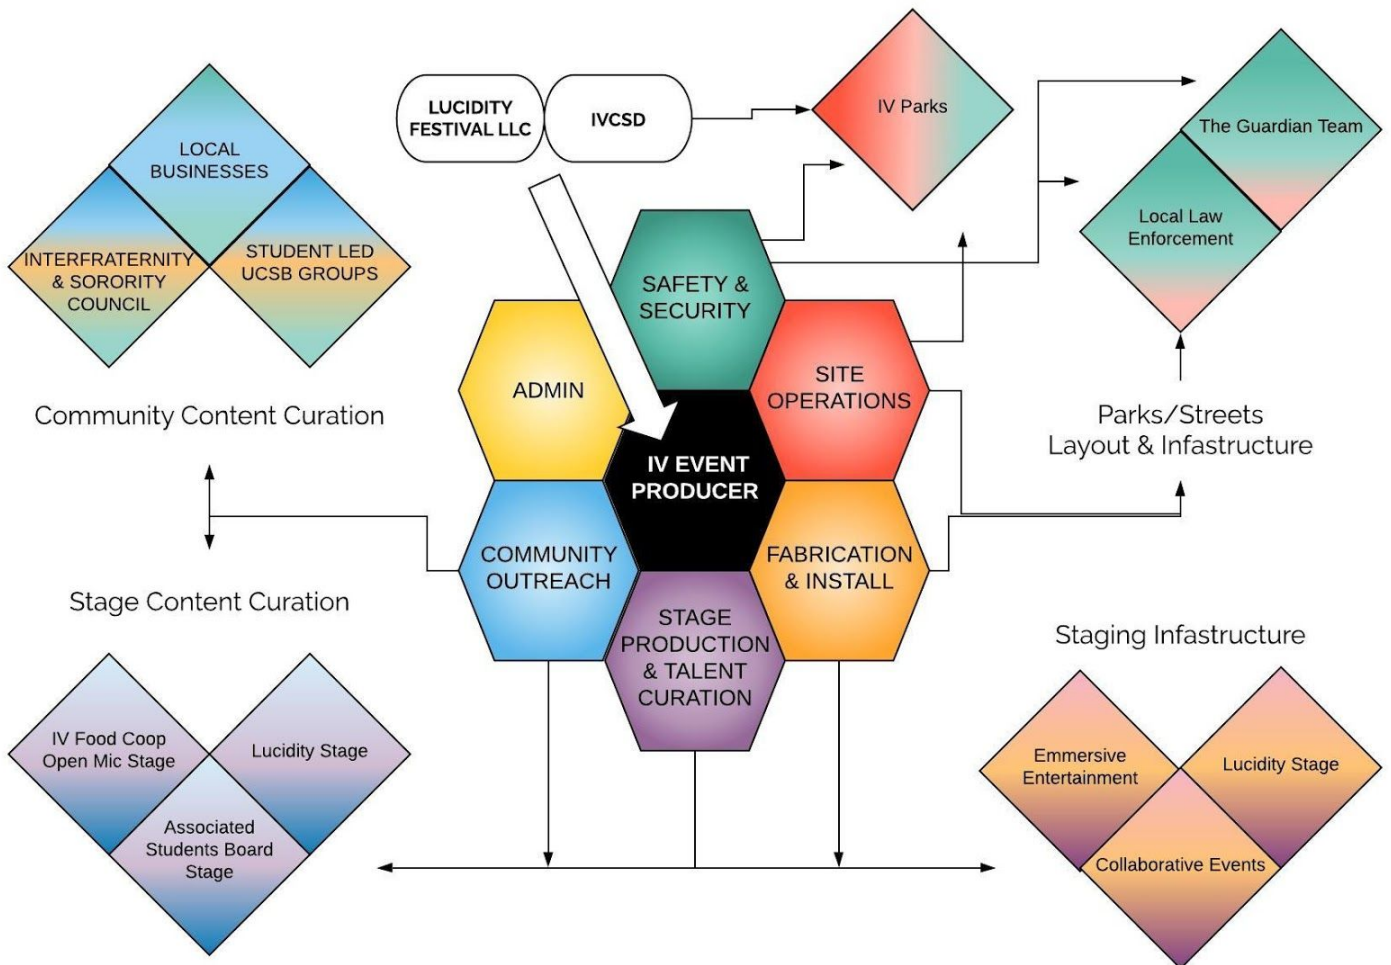 LUCIDITY
FESTIVAL LLC
IVCSD
IV Parks
The Guardian Team
Local Law
Enforcement
LOCAL
BUSINESSES
INTERFRATERNITY
& SORORITY
COUNCIL
STUDENT LED
UCSB GROUPS
Community Content Curation
SAFETY &
SECURITY
ADMIN
SITE
OPERATIONS
IV EVENT
PRODUCER
COMMUNITY
OUTREACH
FABRICATION
& INSTALL
STAGE
PRODUCTION
& TALENT
CURATION
Parks/Streets
Layout & Infastructure
Stage Content Curation
IV Food Coop
Open Mic Stage
Lucidity Stage
Associated
Students Board
Stage
Staging Infastructure
Emmersive
Entertainment
Lucidity Stage
Collaborative Events